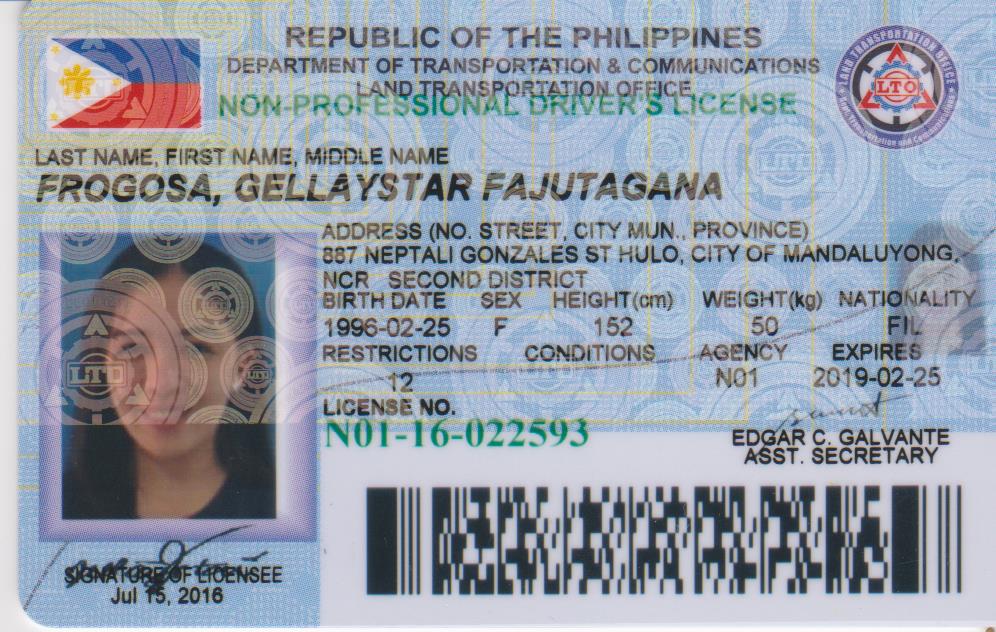 REPUBLIC OF THE PHILIPPINES
DEPARTMENT OF TRANSPORTATION & COMMUNICATIONS
LAND TRANSPORTATION OFFICE
NON-PROFESSIONAL DRIVER'S LICENSE
LTO
LAST NAME, FIRST NAME, MIDDLE NAME
FROGOSA, GELLAYSTAR FAJUTAGANA
ADDRESS (NO. STREET, CITY MUN., PROVINCE)
887 NEPTALI GONZALES ST HULO, CITY OF MANDALUYONG,
NCR SECOND DISTRICT
BIRTH DATE SEX HEIGHT(cm) WEIGHT(kg) NATIONALITY
1996-02-25 F 152 50 FIL
RESTRICTIONS CONDITIONS AGENCY EXPIRES
12 N01 2019-02-25
LICENSE NO.
N01-16-022593
EDGAR C. GALVANTE
ASST. SECRETARY
SIGNATURE OF LICENSEE
Jul 15, 2016